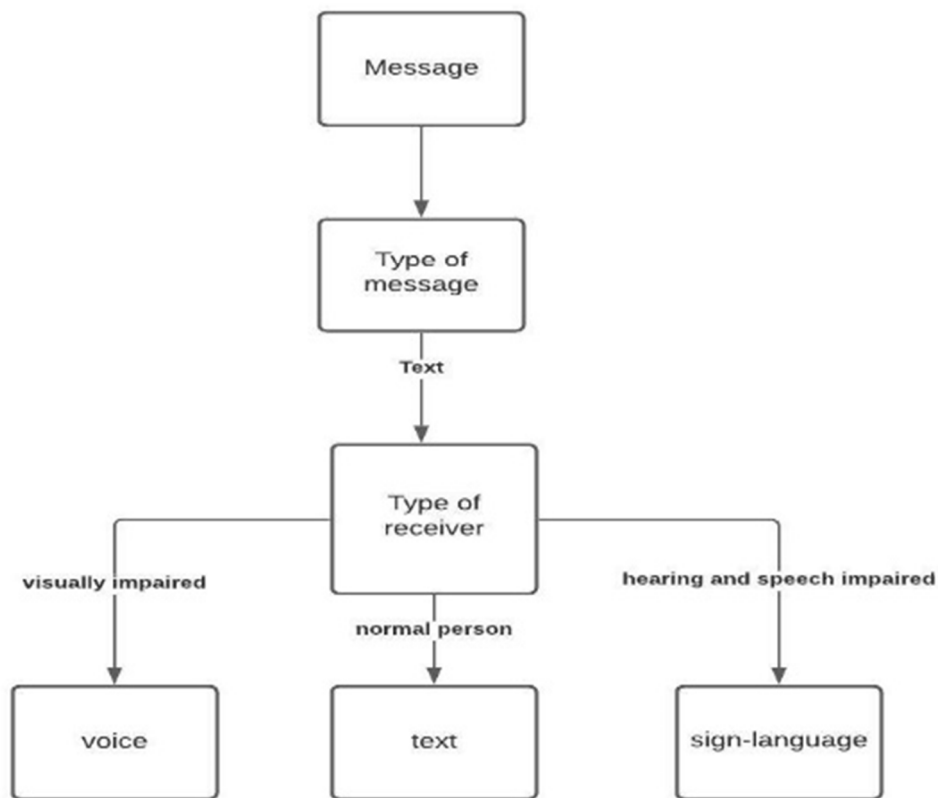 Message
Type of
message
Text
Type of
receiver
visually impaired
hearing and speech impaired
normal person
voice
text
sign-language